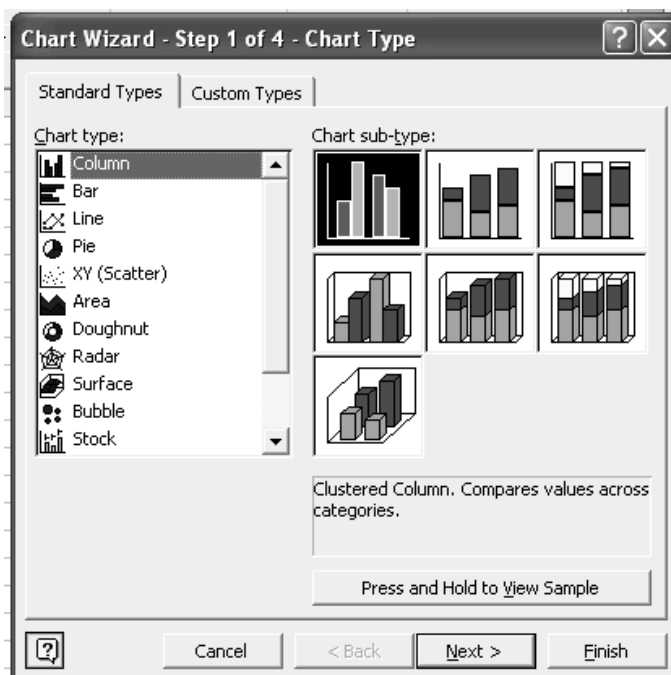 Chart Wizard - Step 1 of 4 - Chart Type
Standard Types
Custom Types
Chart type:
Column
Bar
Line
Pie
XY (Scatter)
Area
Doughnut
Radar
Surface
Bubble
Stock
Chart sub-type:
Clustered Column. Compares values across
categories.
Press and Hold to View Sample
Cancel
< Back
Next >
Finish